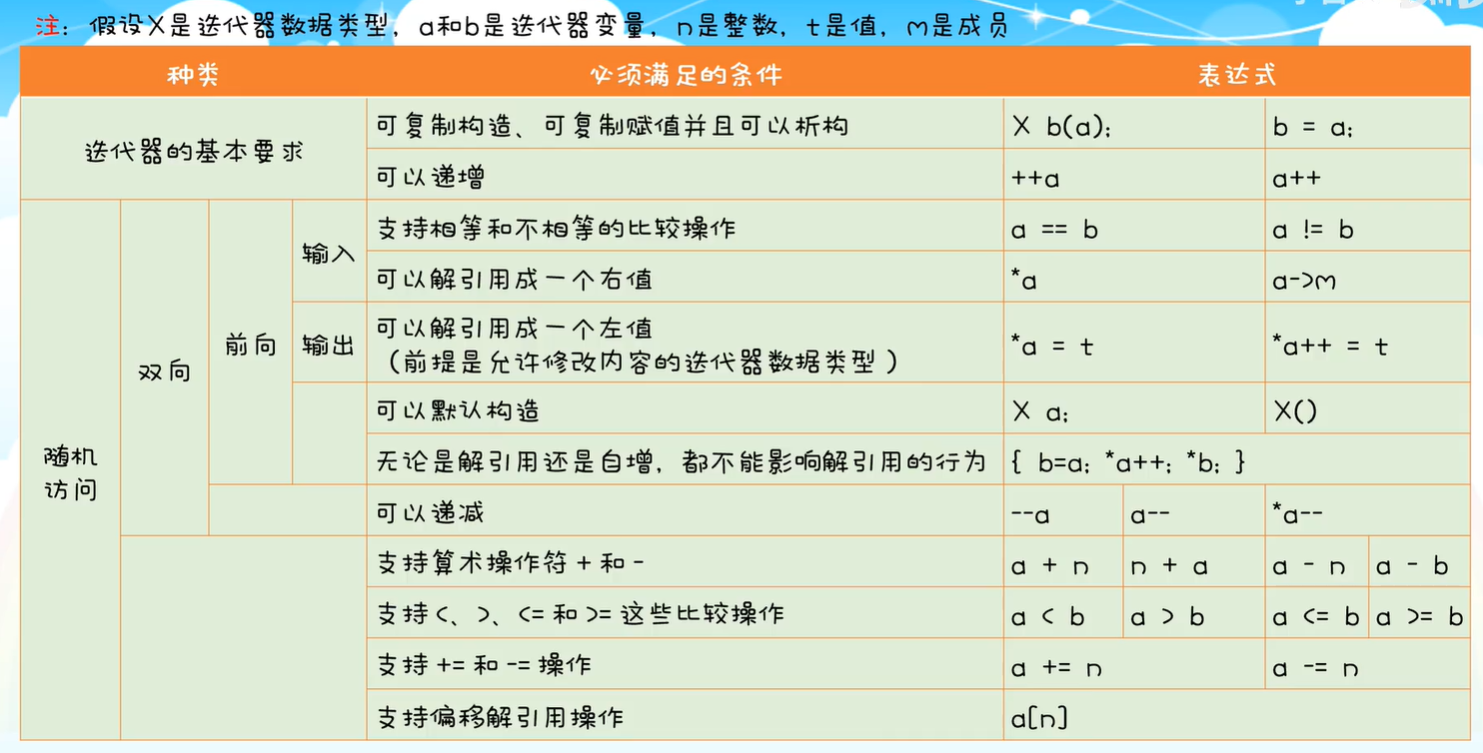 注：假设X是迭代器数据类型，a和b是迭代器变量，n是整数，t是值，m是成员
种类 必须满足的条件 表达式
迭代器的基本要求
可复制构造、可复制赋值并且可以析构 X b(a); b = a;
可以递增 ++a a++
随机
访问
双向
前向
输入
支持相等和不相等的比较操作 a == b a != b
可以解引用成一个右值 *a a->m
输出
可以解引用成一个左值
（前提是允许修改内容的迭代器数据类型）
*a = t *a++ = t
可以默认构造 X a; X()
无论是解引用还是自增，都不能影响解引用的行为 { b=a; *a++; *b; }
可以递减 --a a-- *a--
支持算术操作符 + 和 - a + n n + a a - n a - b
支持<、>、<= 和 >= 这些比较操作 a < b a > b a <= b a >= b
支持 += 和 -= 操作 a += n a -= n
支持偏移解引用操作 a[n]